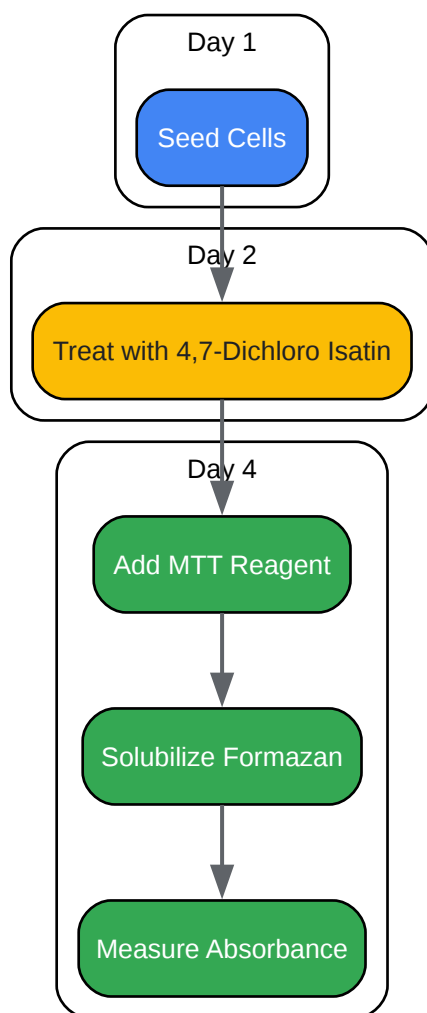 Day 1
Seed Cells
Day 2
Treat with 4,7-Dichloro Isatin
Day 4
Add MTT Reagent
Solubilize Formazan
Measure Absorbance